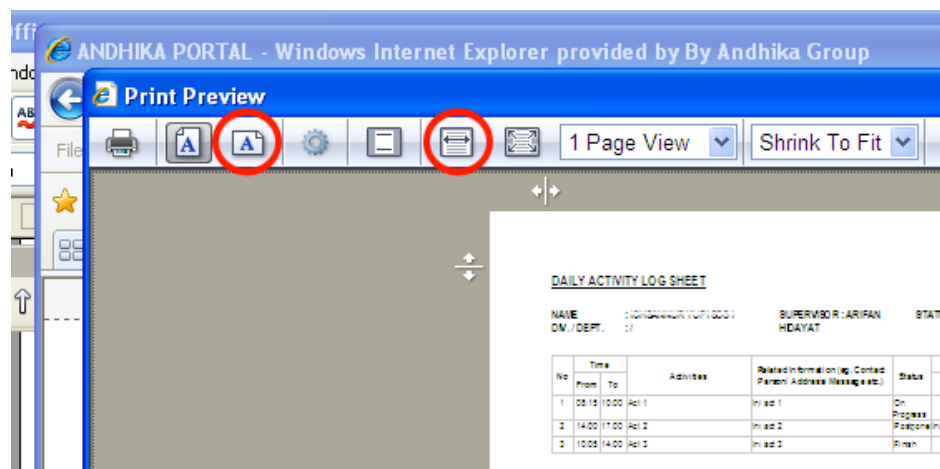 ffi
ANDHIKA PORTAL - Windows Internet Explorer provided by By Andhika Group
Print Preview
File
1 Page View
Shrink To Fit
DAILY ACTIVITY LOG SHEET
NAME :
SUPERVISOR : ARIFAN HIDAYAT
STAT
DIV. / DEPT. : /
No
Time
From To
Activities
Related Information (eg. Contact Person/ Address/ Message etc.)
Status
1 08:15 10:00 Act 1 Ini act 1 On Progress
2 14:00 17:00 Act 2 Ini act 2 Postpone Ini
3 10:05 14:00 Act 3 Ini act 3 Finish